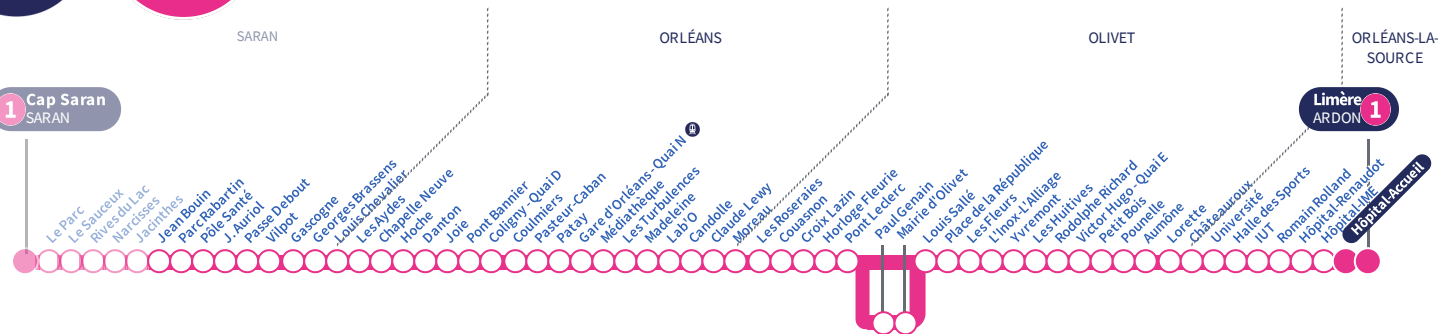 SARAN
ORLÉANS
OLIVET
ORLÉANS-LA-
SOURCE
1
Cap Saran
SARAN
Limère
ARDON
1
Le Parc
Le Sauceux
Rives du Lac
Narcisses
Jacinthes
Jean Bouin
Parc Rabartin
Pôle Santé
J. Auriol
Passe Debout
Vilpot
Gascogne
Georges Brassens
Louis Chevalier
Les Aydes
Chapelle Neuve
Hoche
Danton
Joie
Pont Bannier
Coligny - Quai D
Coulmiers
Pasteur-Caban
Patay
Gare d'Orléans - Quai N
Médiathèque
Les Turbulences
Madeleine
Lab'O
Candolle
Claude Lewy
Moreau
Les Roseraies
Couasnon
Croix Lazin
Horloge Fleurie
Pont Leclerc
Paul Genain
Mairie d'Olivet
Louis Sallé
Place de la République
Les Fleurs
L'Inox-L'Alliage
Yvremont
Les Huitives
Rodolphe Richard
Victor Hugo - Quai E
Petit Bois
Pounelle
Aumône
Lorette
Châteauroux
Université
Halle des Sports
IUT
Romain Rolland
Hôpital-Renaudot
Hôpital-IME
Hôpital-Accueil